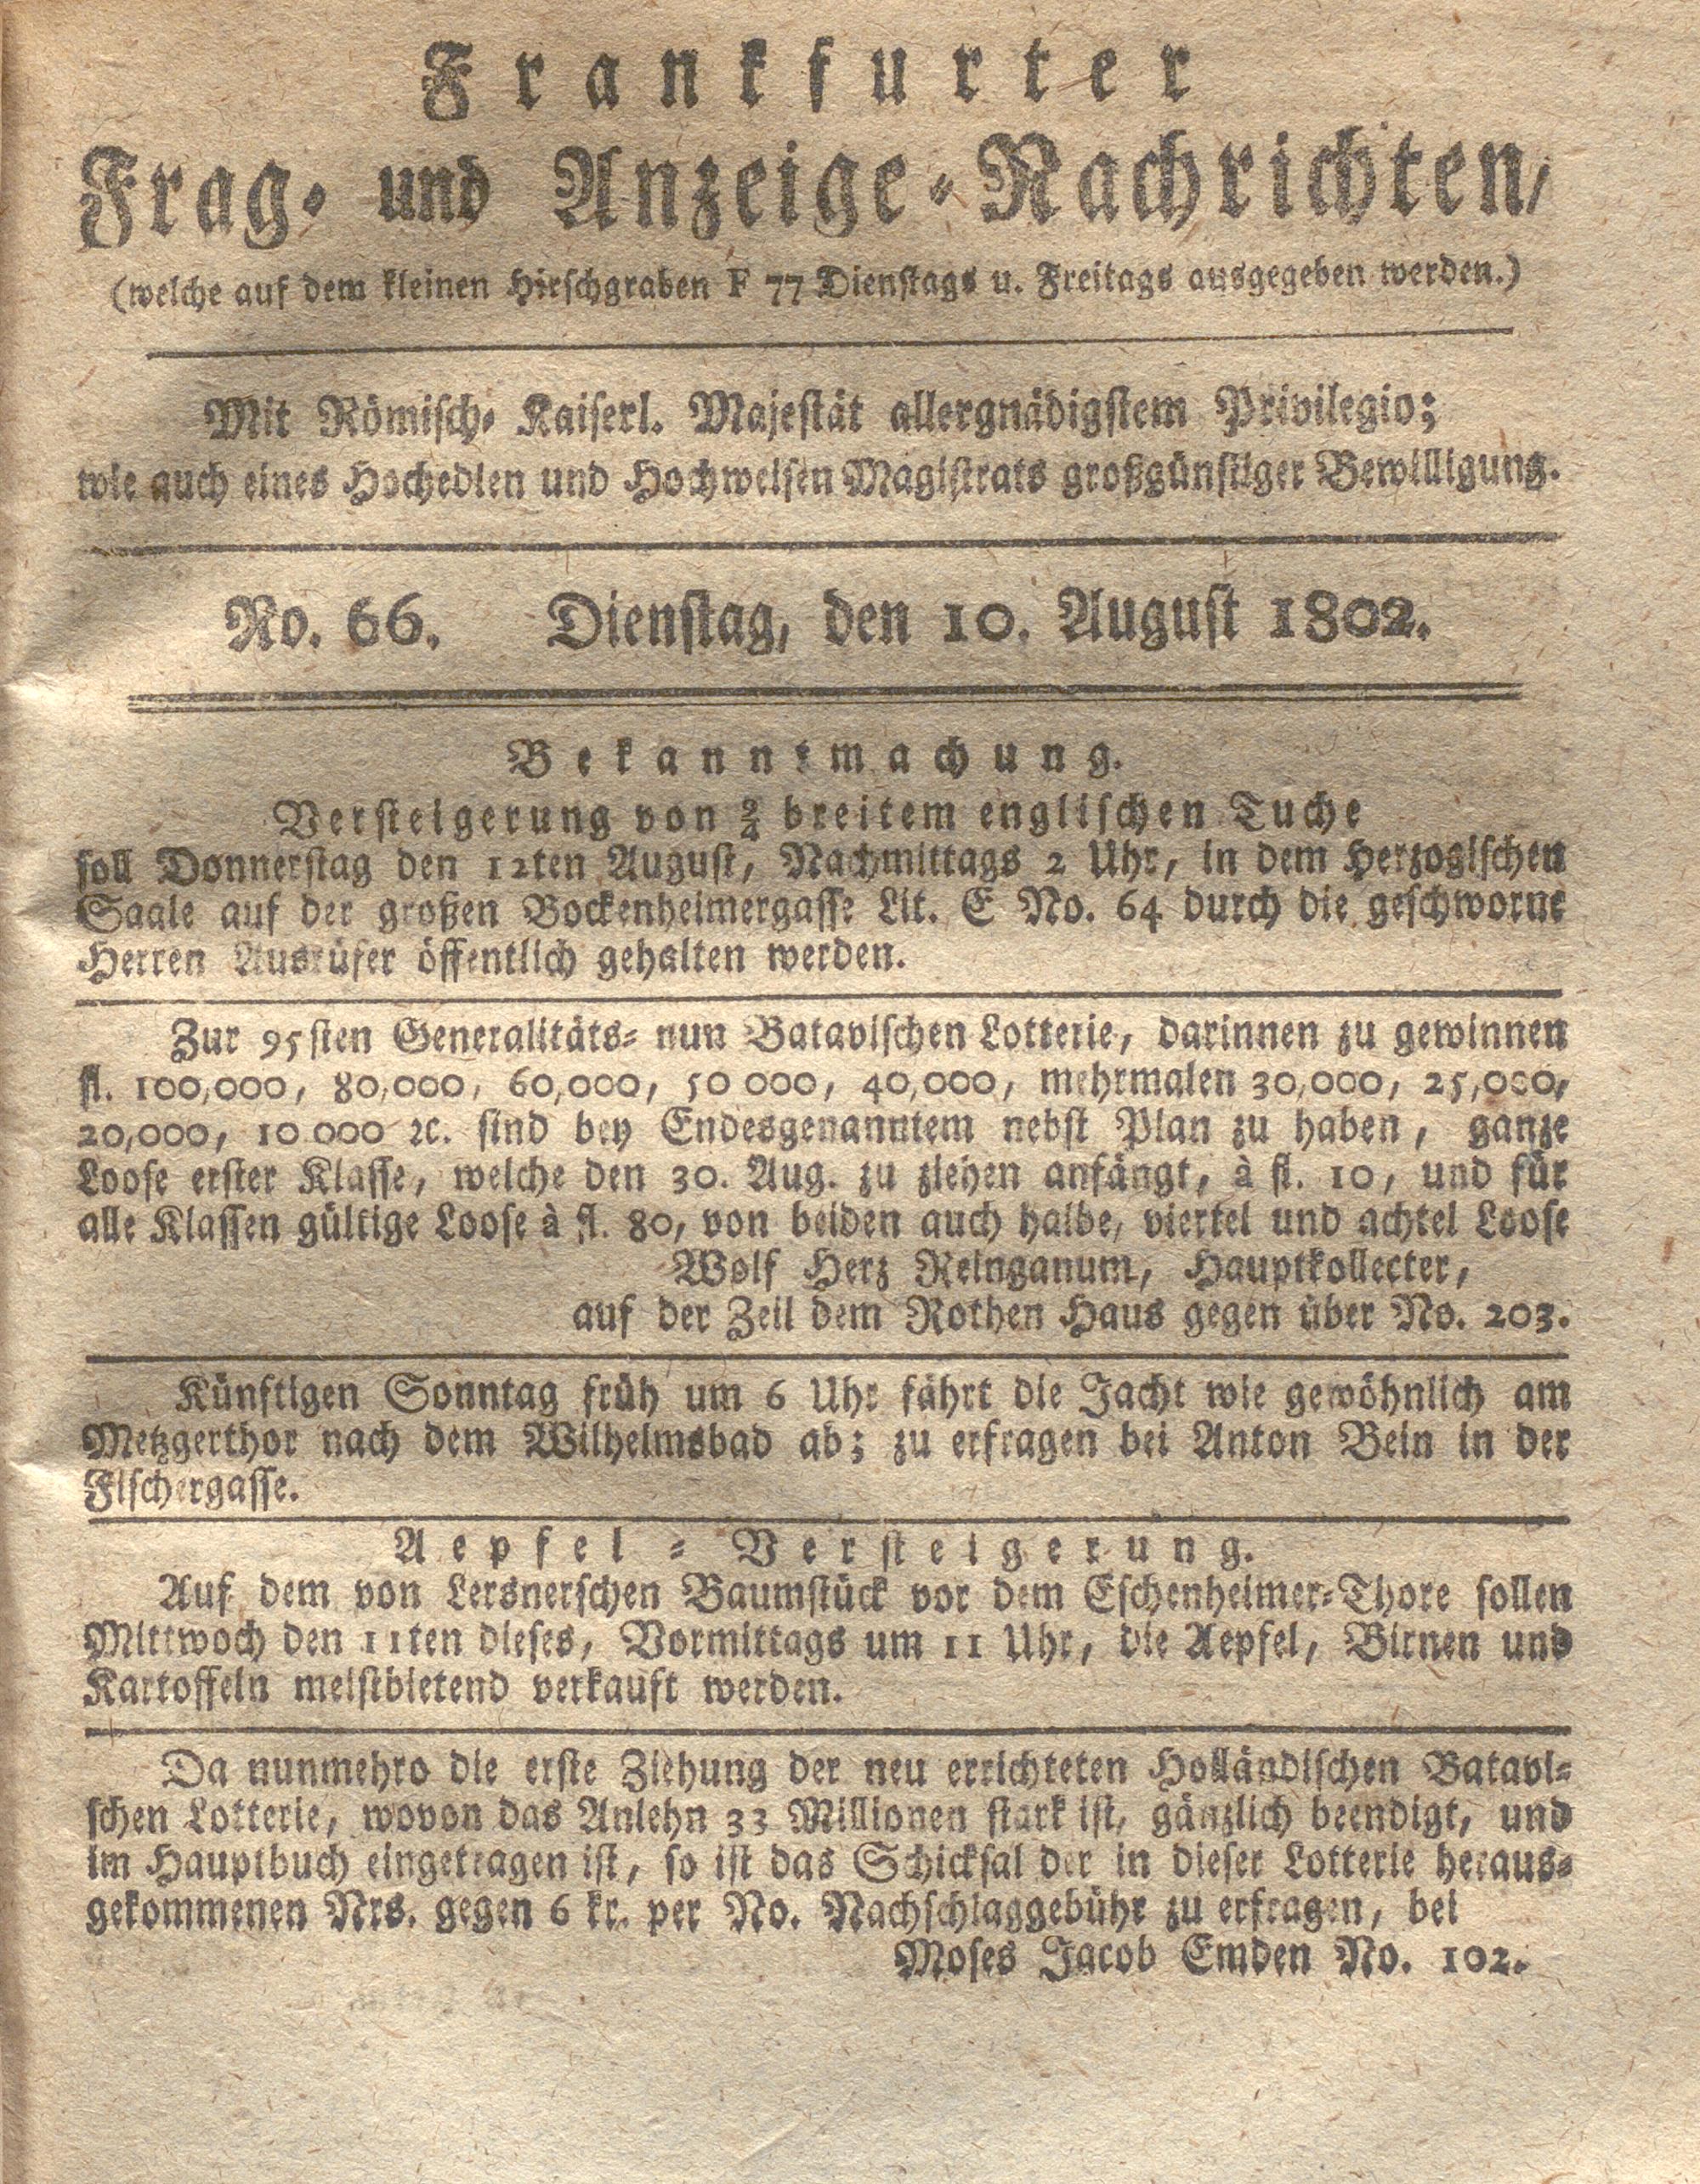 Frankfurter
Frag- und Anzeige-Nachrichten,
(welche auf dem kleinen Hirschgraben F 77 Dienstags u. Freitags ausgegeben werden.)
Mit Römisch- Kaiserl. Majestät allergnädigstem Privilegio;
wie auch eines Hochedlen und Hochweisen Magistrats großgünstiger Bewilligung.
No. 66. Dienstag, den 10. August 1802.
Bekanntmachung.
Versteigerung von 9/4 breitem englischen Tuche
soll Donnerstag den 12ten August, Nachmittags 2 Uhr, in dem Herzogischen
Saale auf der großen Bockenheimergasse Lit. E No. 64 durch die geschworne
Herren Ausrüfer öffentlich gehalten werden.
Zur 95sten Generalitäts- nun Batavischen Lotterie, darinnen zu gewinnen
fl. 100,000, 80,000, 60,000, 50 000, 40,000, mehrmalen 30,000, 25,000,
20,000, 10 000 ꝛc. sind bey Endesgenanntem nebst Plan zu haben, ganze
Loose erster Klasse, welche den 30. Aug. zu ziehen anfängt, à fl. 10, und für
alle Klassen gültige Loose à fl. 80, von beiden auch halbe, viertel und achtel Loose
Wolf Herz Reinganum, Hauptkollecter,
auf der Zeil dem Rothen Haus gegen über No. 203.
Künftigen Sonntag früh um 6 Uhr fährt die Jacht wie gewöhnlich am
Metzgerthor nach dem Wilhelmsbad ab; zu erfragen bei Anton Bein in der
Fischergasse.
Aepfel-Versteigerung.
Auf dem von Lersnerschen Baumstück vor dem Eschenheimer-Thore sollen
Mittwoch den 11ten dieses, Vormittags um 11 Uhr, die Aepfel, Birnen und
Kartoffeln meistbietend verkauft werden.
Da nunmehro die erste Ziehung der neu errichteten Holländischen Batavi-
schen Lotterie, wovon das Anlehn 33 Millionen stark ist, gänzlich beendigt, und
im Hauptbuch eingetragen ist, so ist das Schicksal der in dieser Lotterie heraus-
gekommenen Nrs. gegen 6 kr. per No. Nachschlaggebühr zu erfragen, bei
Moses Jacob Emden No. 102.